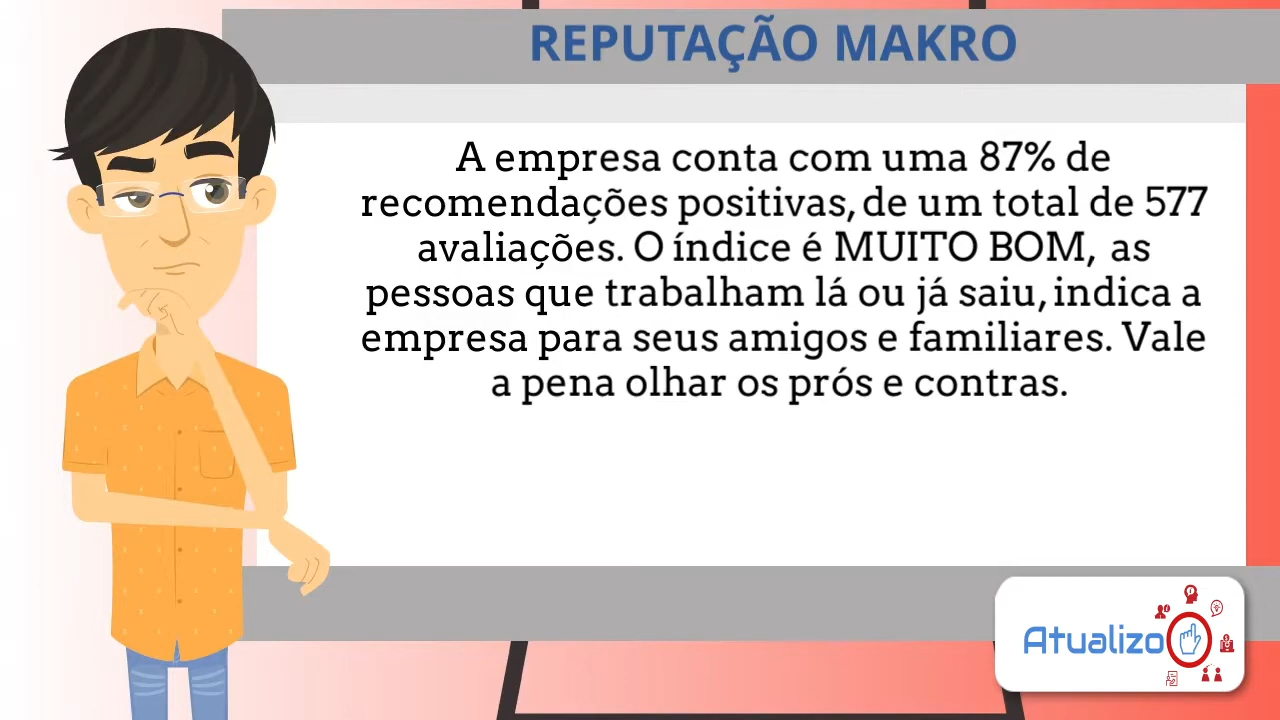 REPUTAÇÃO MAKRO
A empresa conta com uma 87% de
recomendações positivas, de um total de 577
avaliações. O índice é MUITO BOM, as
pessoas que trabalham lá ou já saiu, indica a
empresa para seus amigos e familiares. Vale
a pena olhar os prós e contras.
Atualizo